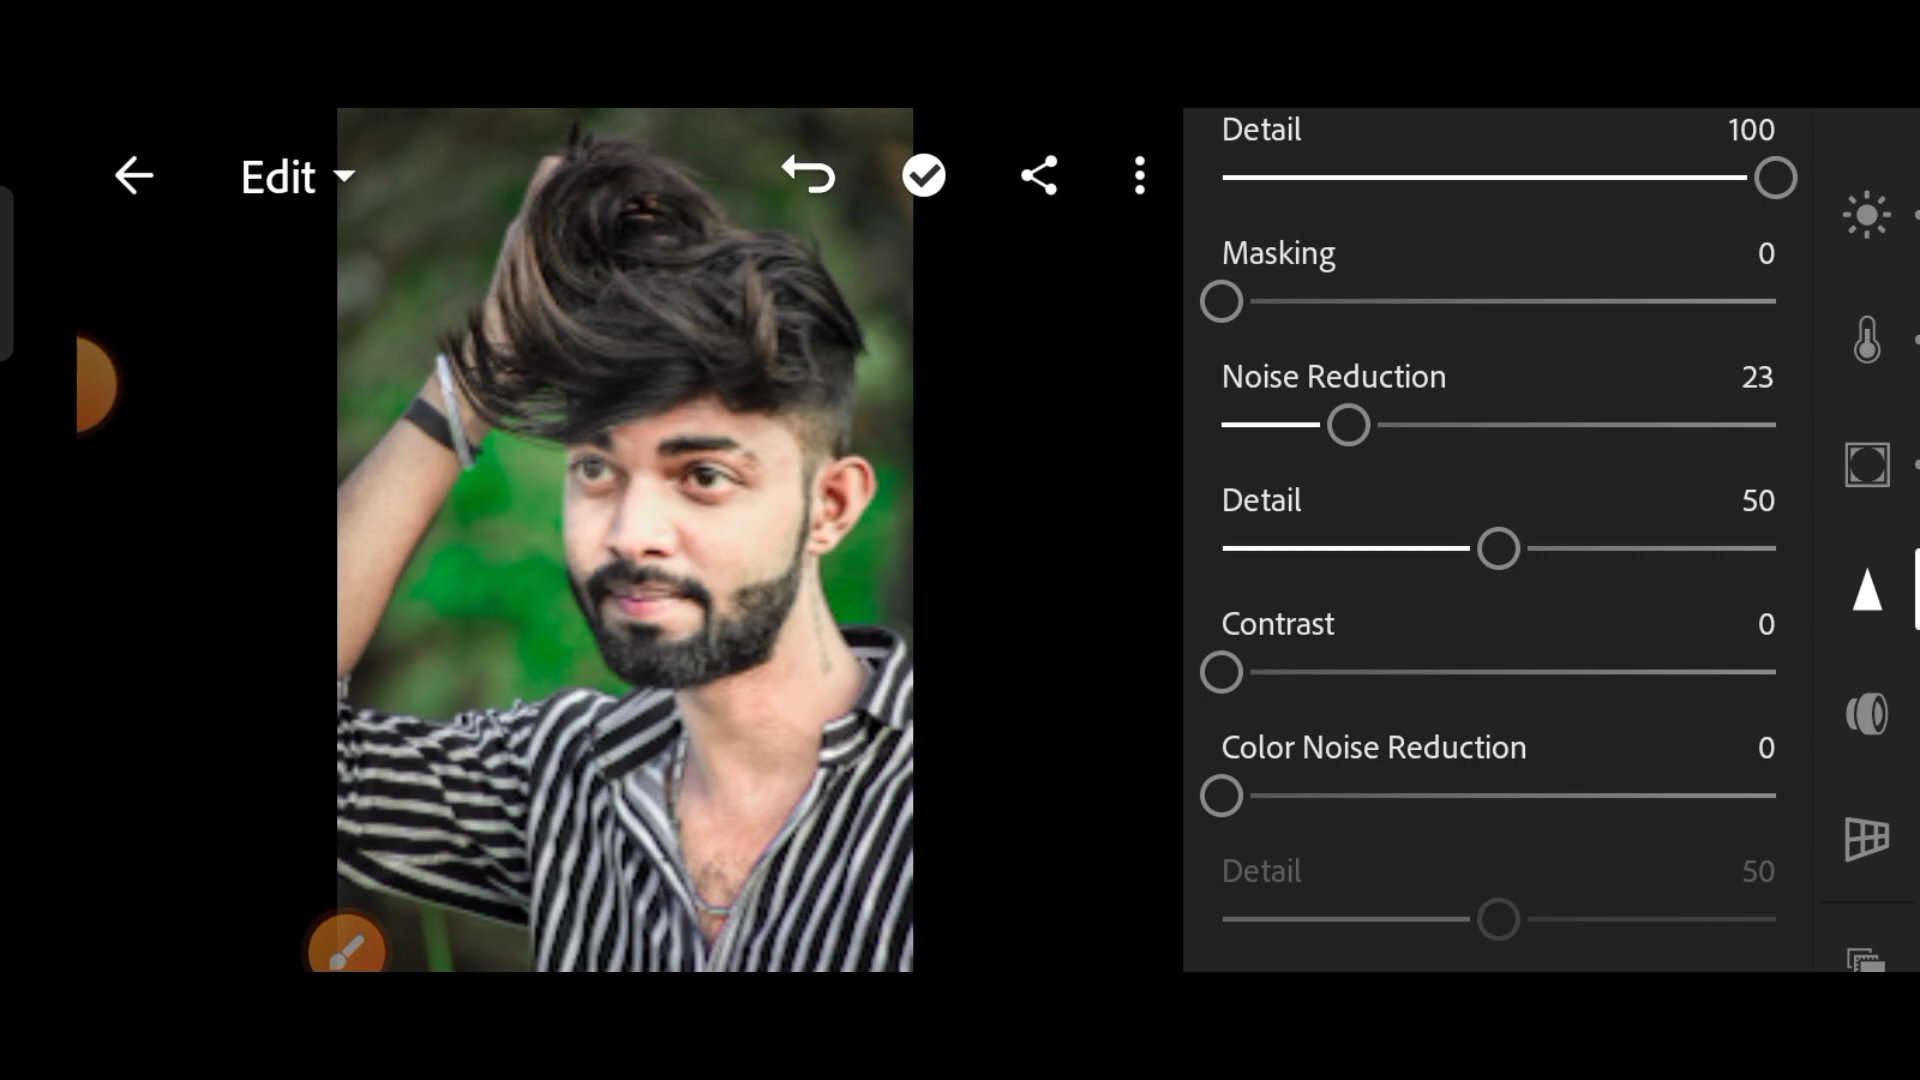 Edit
Detail 100
Masking 0
Noise Reduction 23
Detail 50
Contrast 0
Color Noise Reduction 0
Detail 50